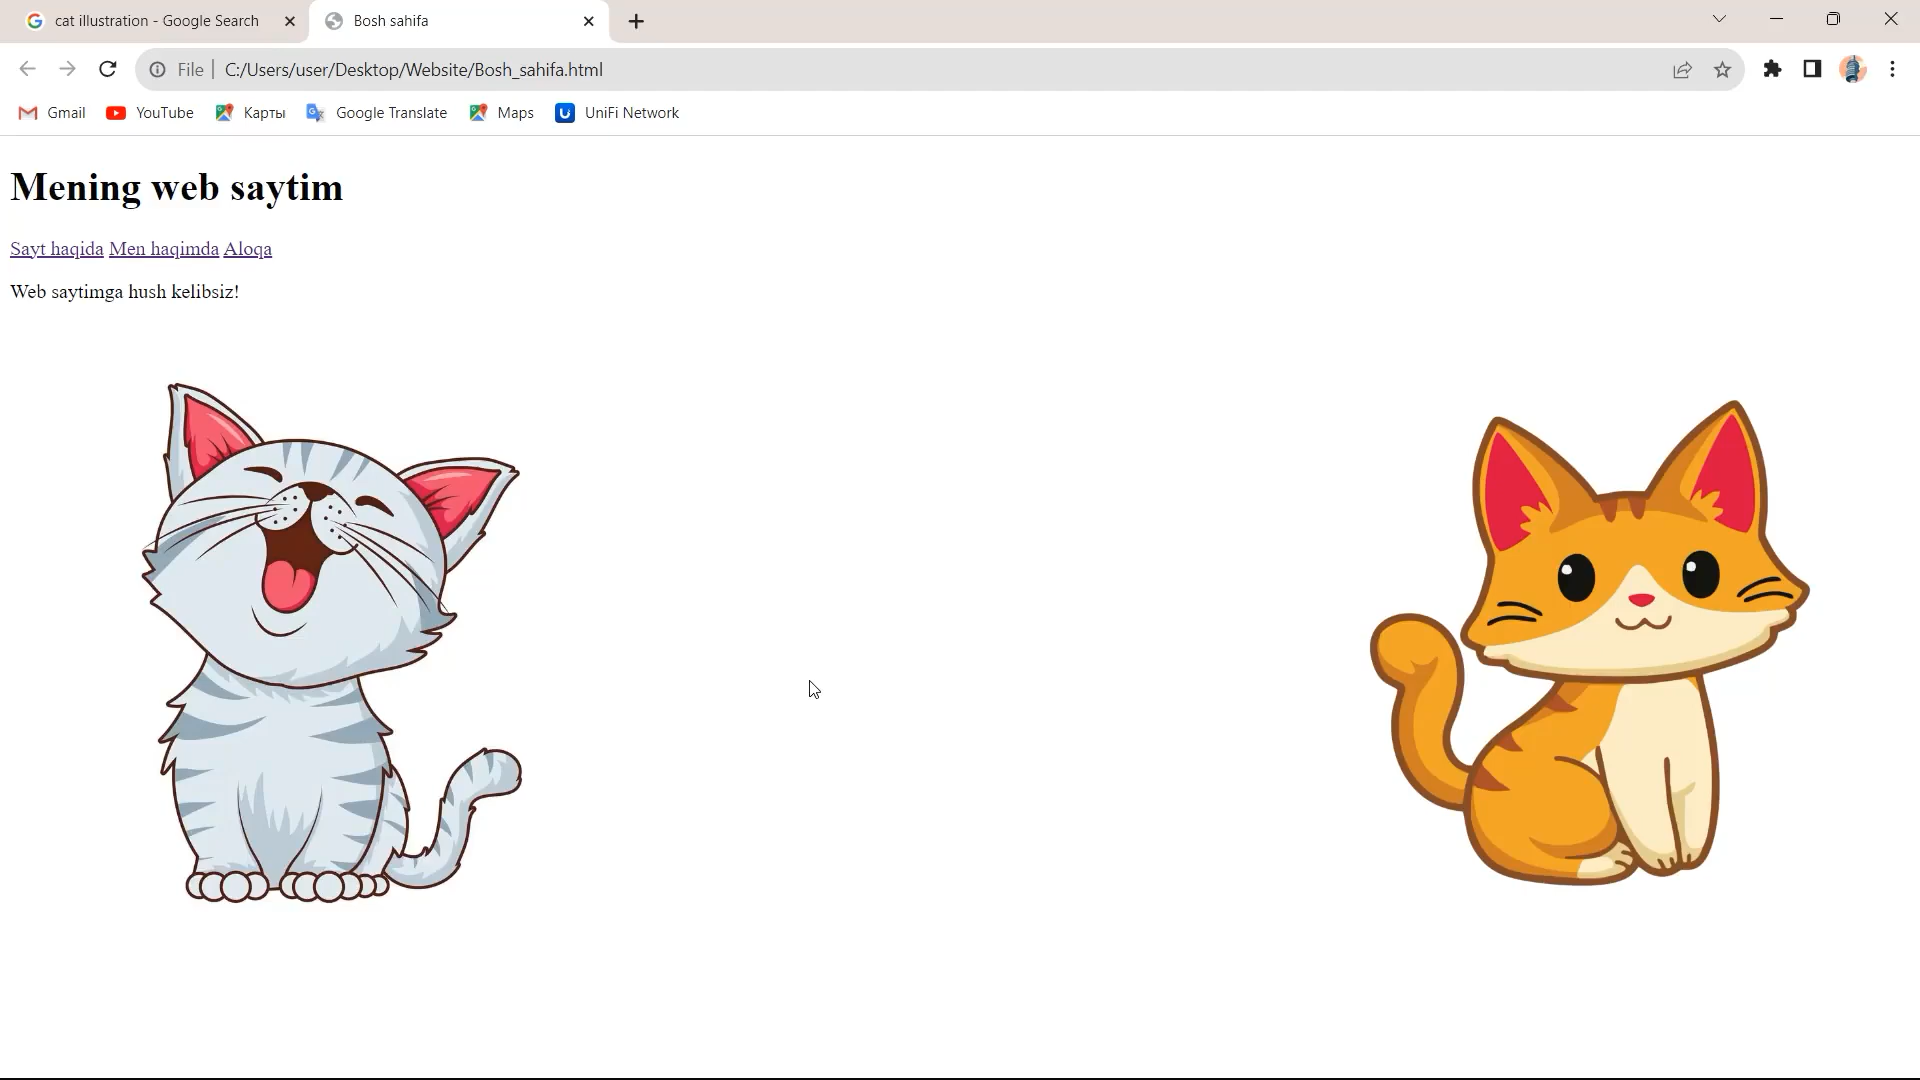 cat illustration - Google Search
Bosh sahifa
File
C:/Users/user/Desktop/Website/Bosh_sahifa.html
Gmail
YouTube
Карты
Google Translate
Maps
UniFi Network
Mening web saytim
Sayt haqida Men haqimda Aloqa
Web saytimga hush kelibsiz!